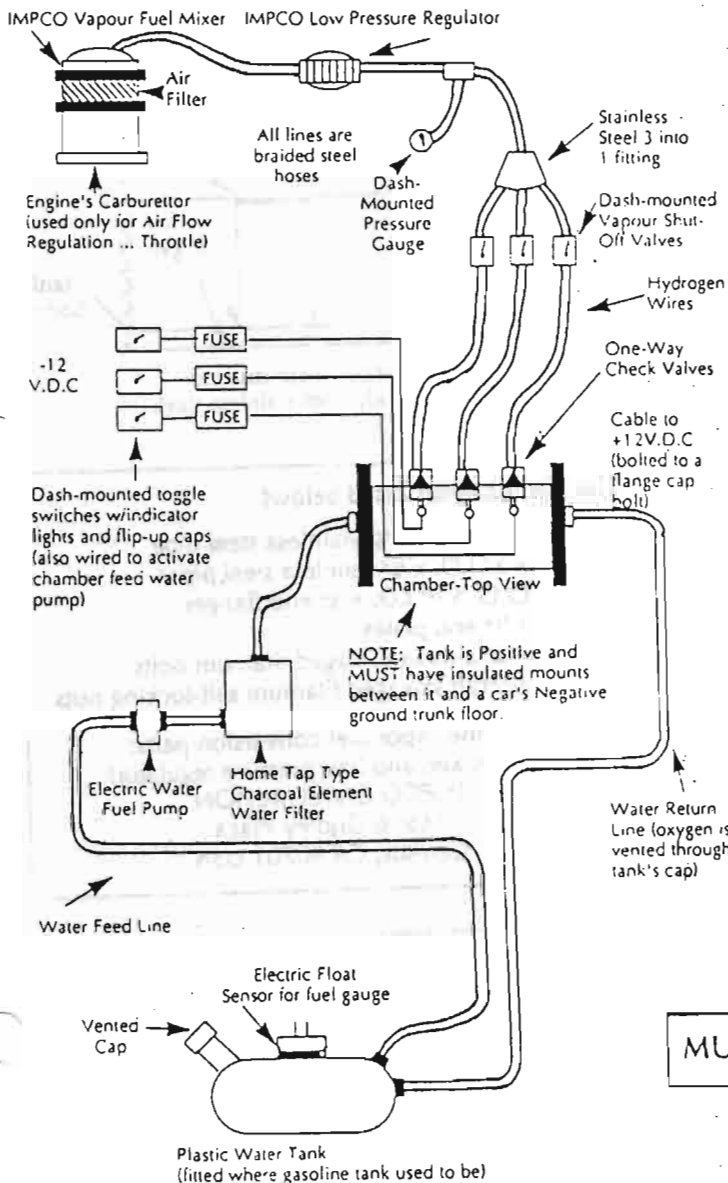 IMPCO Vapour Fuel Mixer
IMPCO Low Pressure Regulator
Air
Filter
All lines are
braided steel
hoses
Dash-
Mounted
Pressure
Gauge
Stainless
Steel 3 into
1 fitting
Engine's Carburettor
(used only for Air Flow
Regulation ... Throttle)
Dash-mounted
Vapour Shut-
Off Valves
Hydrogen
Wires
-12
V.D.C
FUSE
FUSE
FUSE
One-Way
Check Valves
Cable to
+12V.D.C
(bolted to a
flange cap
bolt)
Dash-mounted toggle
switches w/indicator
lights and flip-up caps
(also wired to activate
chamber feed water
pump)
Chamber-Top View
NOTE: Tank is Positive and
MUST have insulated mounts
between it and a car's Negative
ground trunk floor.
Electric Water
Fuel Pump
Home Tap Type
Charcoal Element
Water Filter
Water Return
Line (oxygen is
vented through
tank's cap)
Water Feed Line
Electric Float
Sensor for fuel gauge
Vented
Cap
MU
Plastic Water Tank
(fitted where gasoline tank used to be)